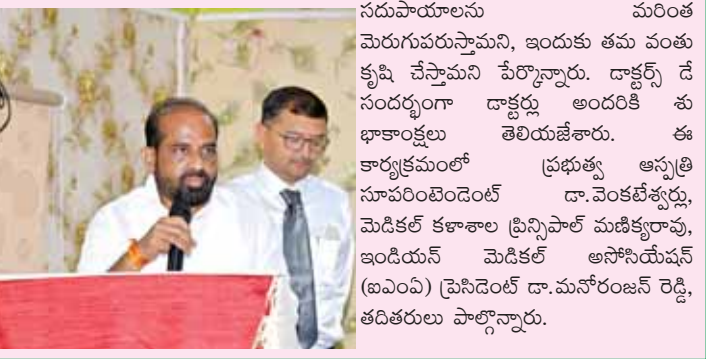 సదుపాయాలను మరింత
మెరుగుపరుస్తామని, ఇందుకు తమ వంతు
కృషి చేస్తామని పేర్కొన్నారు. డాక్టర్స్ డే
సందర్భంగా డాక్టర్లు అందరికి శు
భాకాంక్షలు తెలియజేశారు. ఈ
కార్యక్రమంలో ప్రభుత్వ ఆస్పత్రి
సూపరింటెండెంట్ డా.వెంకటేశ్వర్లు,
మెడికల్ కళాశాల ప్రిన్సిపాల్ మణిక్యరావు,
ఇండియన్ మెడికల్ అసోసియేషన్
(ఐఎంఏ) ప్రెసిడెంట్ డా.మనోరంజన్ రెడ్డి,
తదితరులు పాల్గొన్నారు.